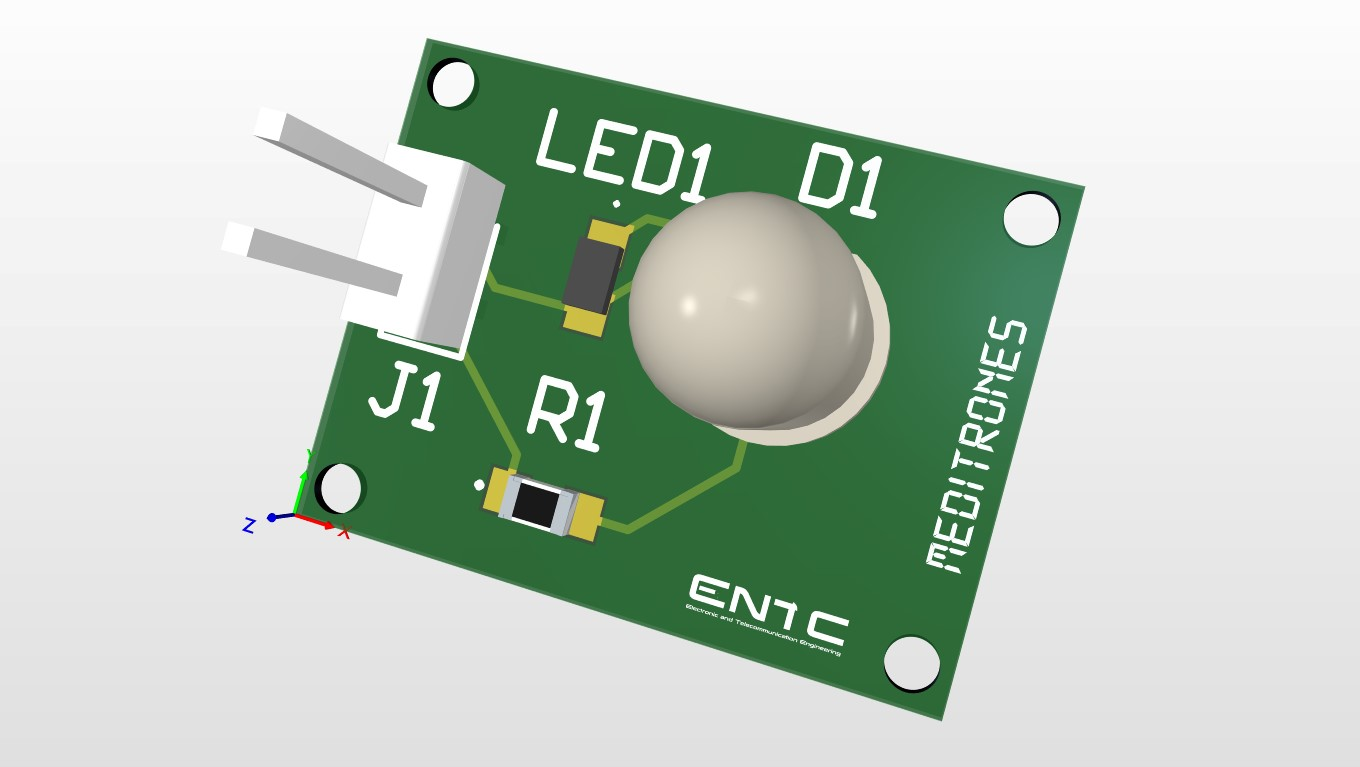 LED1
D1
J1
R1
MEDITRONES
ENTC
Electronic and Telecommunication Engineering
Y
Z
X